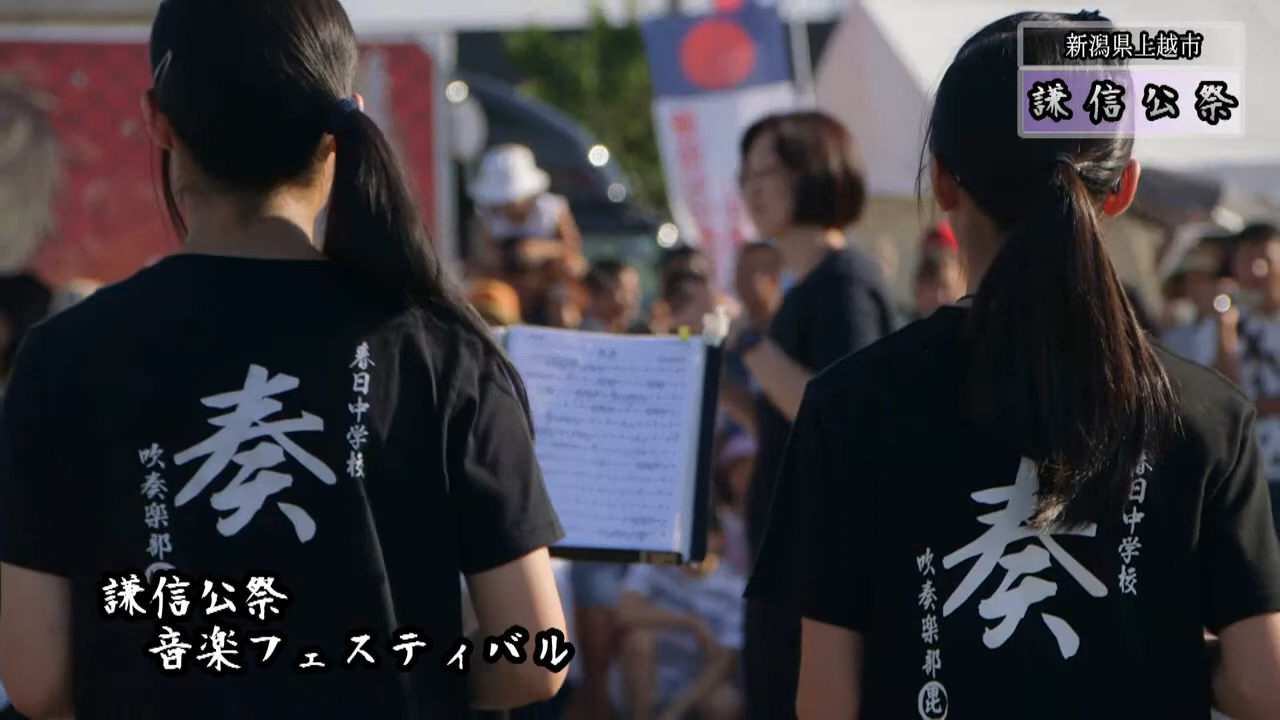 新潟県上越市
謙信公祭
春日中学校
奏
吹奏楽部
春日中学校
奏
吹奏楽部毘
謙信公祭
音楽フェスティバル